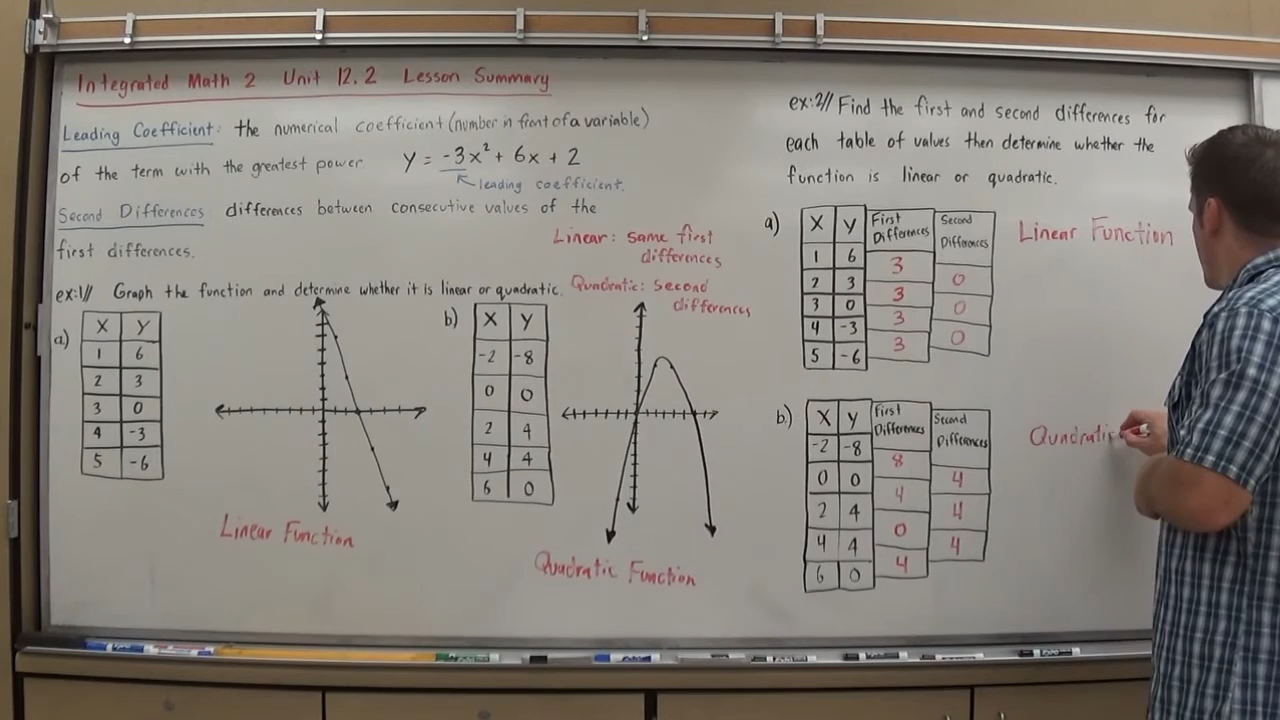 Integrated Math 2 Unit 12.2 Lesson Summary
Leading Coefficient: the numerical coefficient (number in front of a variable)
of the term with the greatest power y = -3x² + 6x + 2
leading coefficient.
Second Differences: differences between consecutive values of the
first differences.
Linear: same first
differences
Quadratic: second
differences
ex:1// Graph the function and determine whether it is linear or quadratic.
a)
X Y
1 6
2 3
3 0
4 -3
5 -6
Linear Function
b)
X Y
-2 -8
0 0
2 4
4 4
6 0
Quadratic Function
ex:2// Find the first and second differences for
each table of values then determine whether the
function is linear or quadratic.
a)
X Y First Differences Second Differences
1 6
2 3
3 0
4 -3
5 -6
3
3
3
3
0
0
0
Linear Function
b.)
X Y First Differences Second Differences
-2 -8
0 0
2 4
4 4
6 0
8
4
0
4
4
4
4
Quadrati